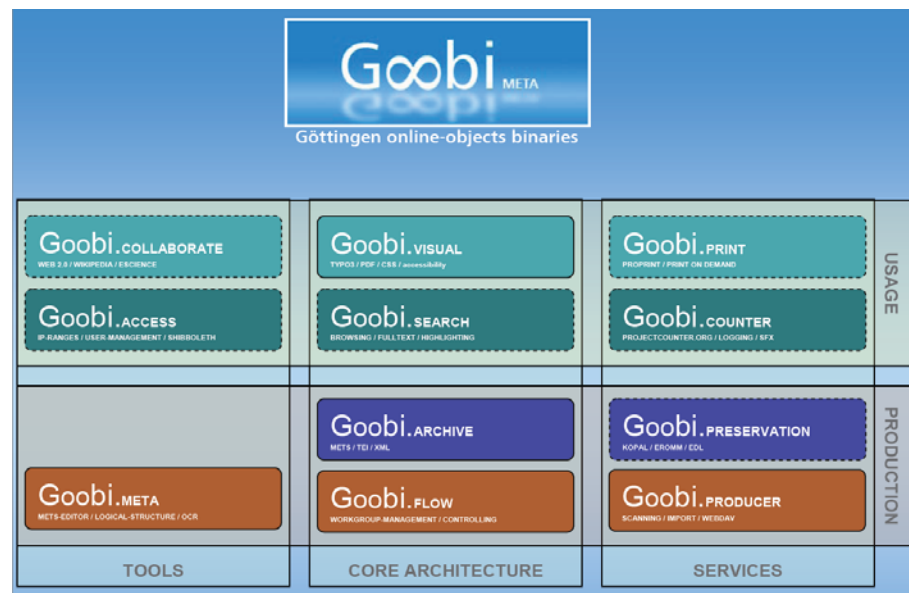 Goobi META
Göttingen online-objects binaries
Goobi.COLLABORATE
WEB 2.0 / WIKIPEDIA / ESCIENCE
Goobi.VISUAL
TYPO3 / PDF / CSS / accessibility
Goobi.PRINT
PROPRINT / PRINT ON DEMAND
Goobi.ACCESS
IP-RANGES / USER-MANAGEMENT / SHIBBOLETH
Goobi.SEARCH
BROWSING / FULLTEXT / HIGHLIGHTING
Goobi.COUNTER
PROJECTCOUNTER.ORG / LOGGING / SFX
USAGE
Goobi.ARCHIVE
METS / TEI / XML
Goobi.PRESERVATION
KOPAL / EROMM / EDL
Goobi.META
METS-EDITOR / LOGICAL-STRUCTURE / OCR
Goobi.FLOW
WORKGROUP-MANAGEMENT / CONTROLLING
Goobi.PRODUCER
SCANNING / IMPORT / WEBDAV
PRODUCTION
TOOLS
CORE ARCHITECTURE
SERVICES